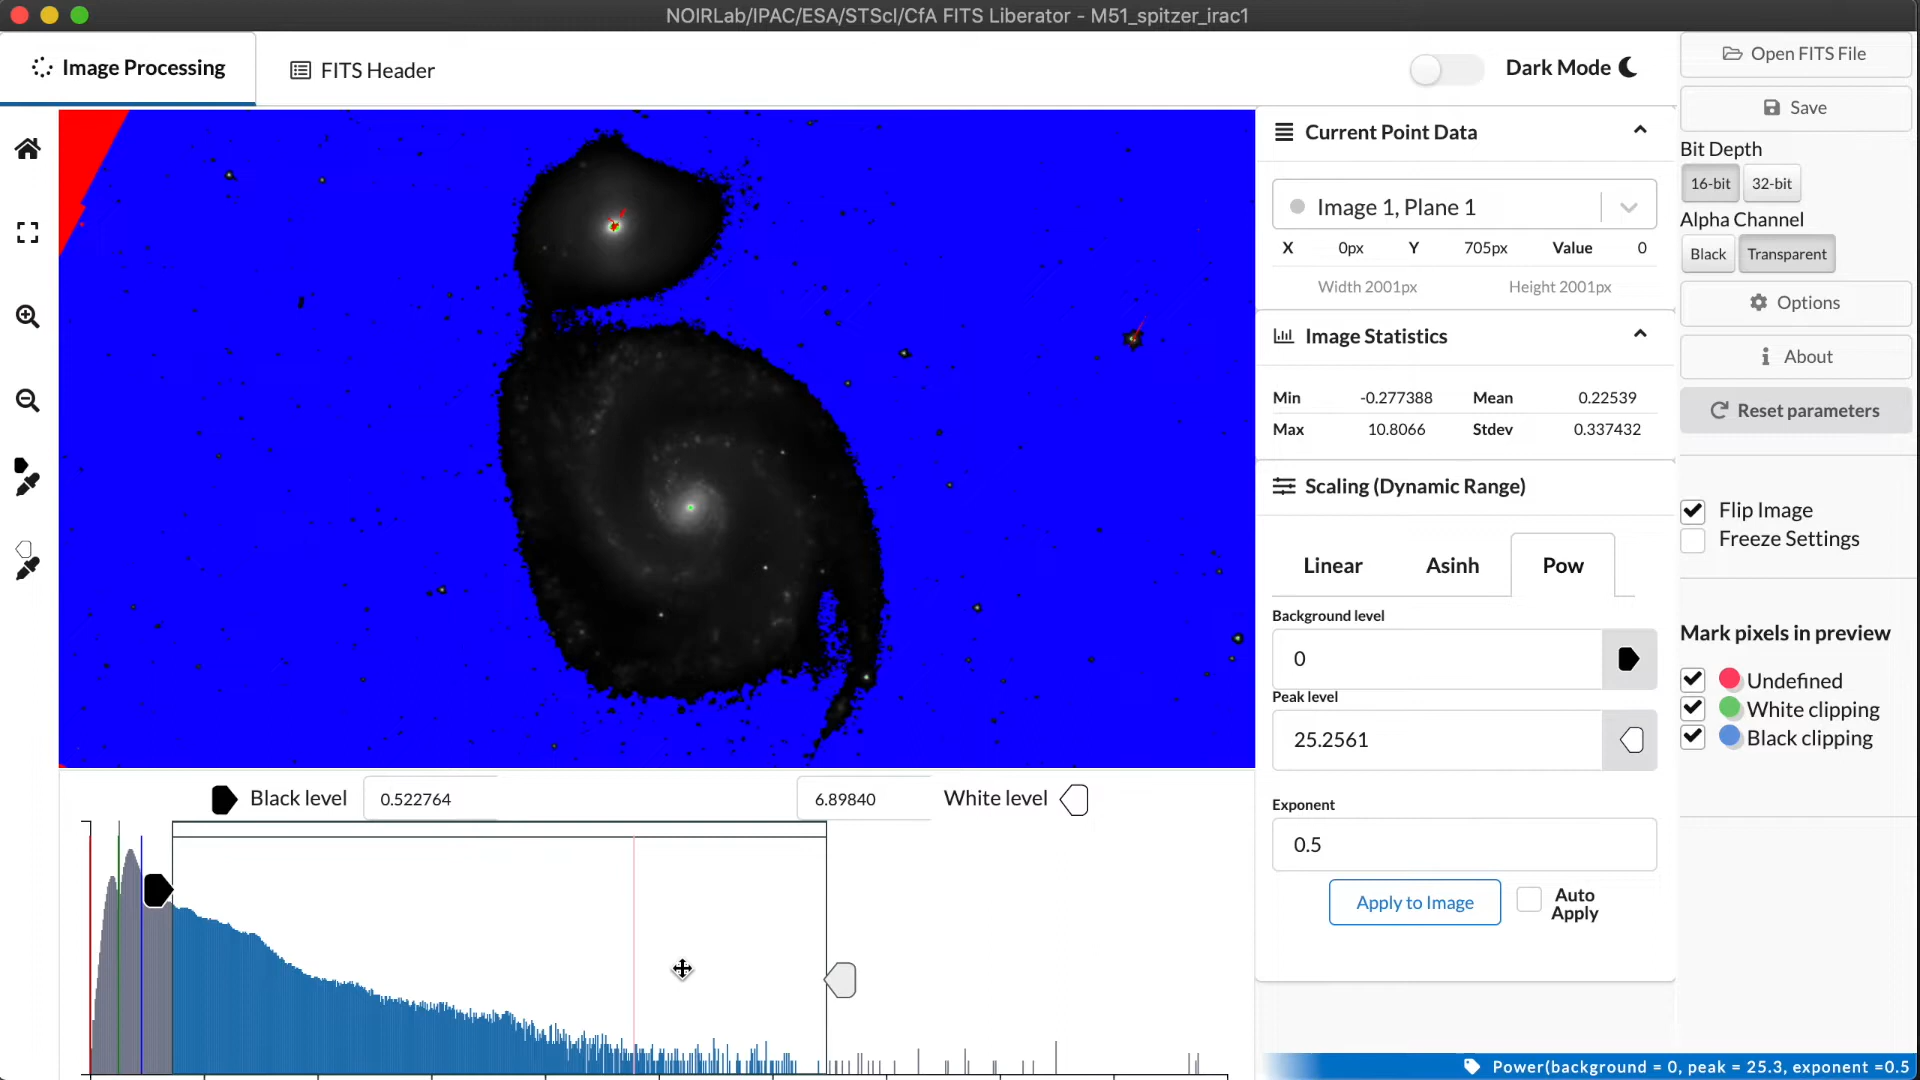 NOIRLab/IPAC/ESA/STScI/CfA FITS Liberator - M51_spitzer_irac1
Image Processing
FITS Header
Dark Mode
Open FITS File
Save
Bit Depth
16-bit 32-bit
Alpha Channel
Black Transparent
Options
About
Reset parameters
Flip Image
Freeze Settings
Mark pixels in preview
Undefined
White clipping
Black clipping
Current Point Data
Image 1, Plane 1
X 0px Y 705px Value 0
Width 2001px Height 2001px
Image Statistics
Min -0.277388 Mean 0.22539
Max 10.8066 Stdev 0.337432
Scaling (Dynamic Range)
Linear Asinh Pow
Background level
0
Peak level
25.2561
Exponent
0.5
Apply to Image
Auto
Apply
Black level 0.522764 6.89840 White level
Power(background = 0, peak = 25.3, exponent =0.5